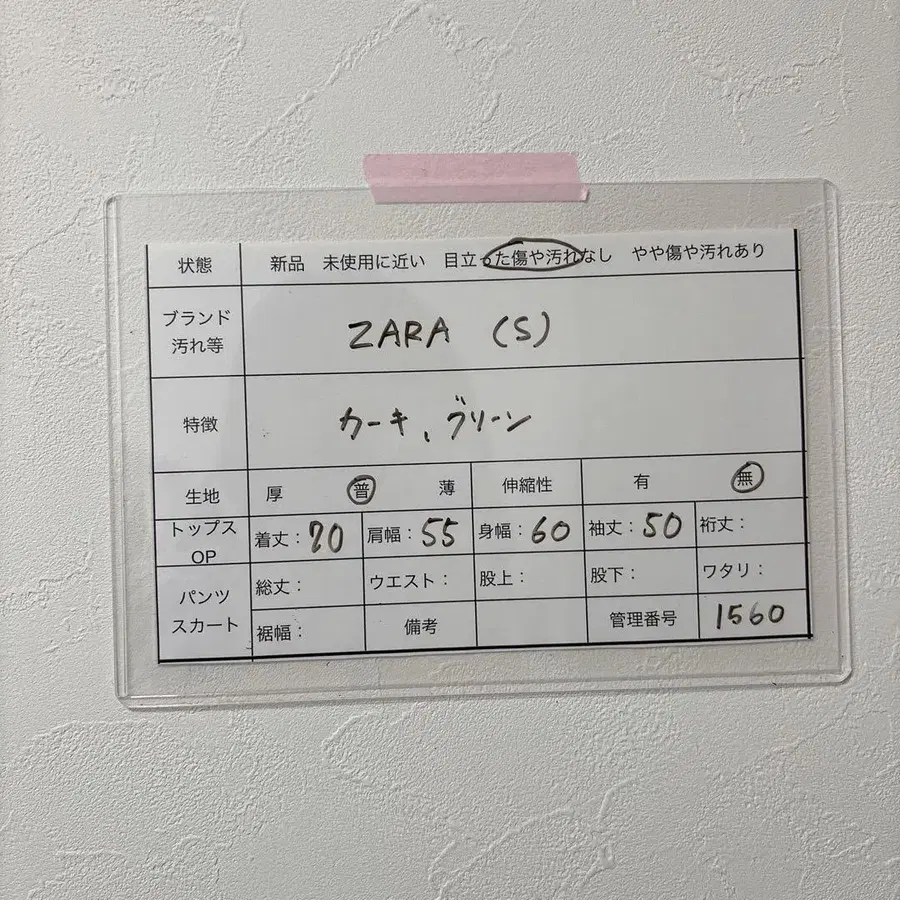 状態 新品 未使用に近い 目立った傷や汚れなし やや傷や汚れあり
ブランド
汚れ等
ZARA (S)
特徴 カーキ、グリーン
生地 厚 普 薄 伸縮性 有 無
トップス
OP
着丈：70 肩幅：55 身幅：60 袖丈：50 裄丈：
パンツ
スカート
総丈： ウエスト： 股上： 股下： ワタリ：
裾幅： 備考 管理番号 1560